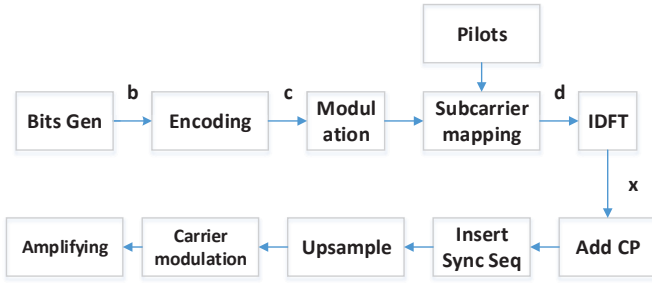 Pilots
b
c
d
Bits Gen
Encoding
Modul
ation
Subcarrier
mapping
IDFT
x
Amplifying
Carrier
modulation
Upsample
Insert
Sync Seq
Add CP